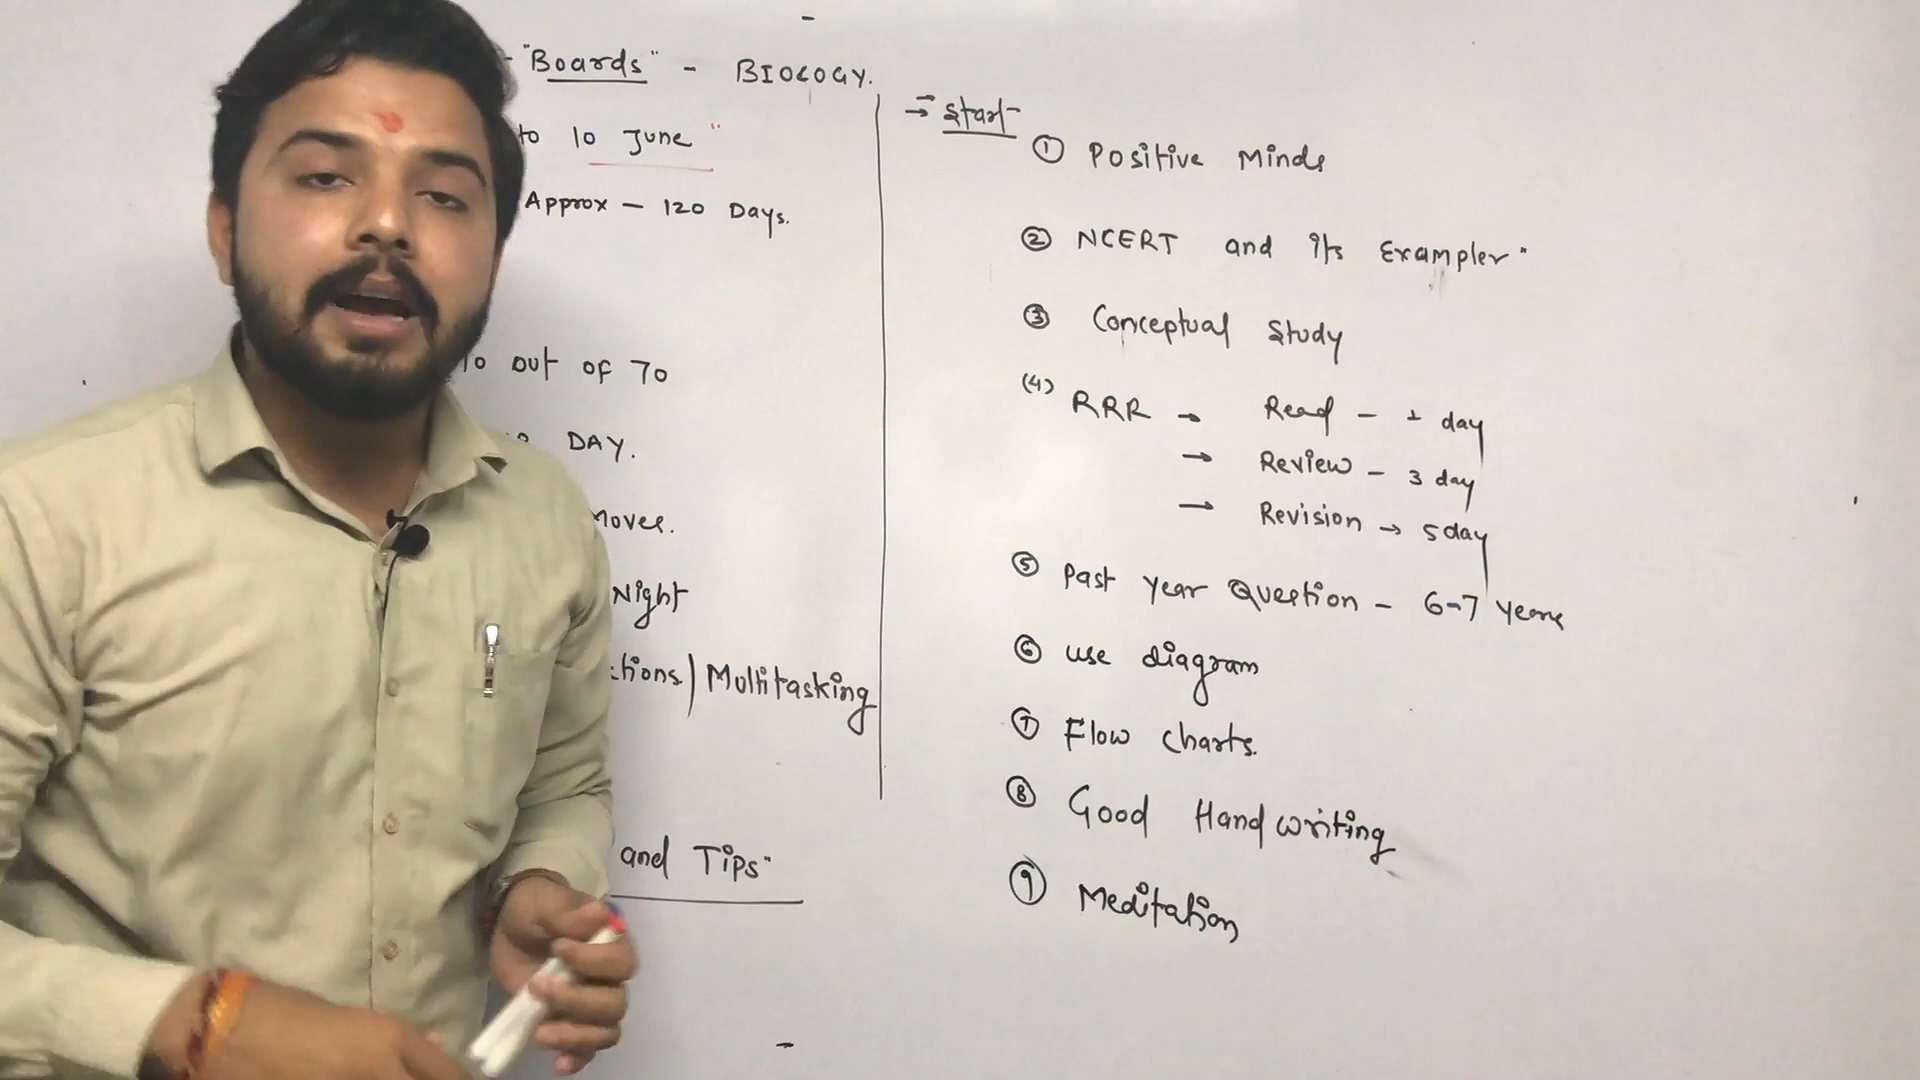 "Boards" - BIOLOGY.
to 10 June"
Approx - 120 Days.
out of 70
DAY.
Moves.
Night
Multitasking
and Tips"
→ Start
① Positive Minds
② NCERT and its Exampler"
③ Conceptual Study
(4) RRR → Read - 1 day
→ Review - 3 day
→ Revision → 5 day
⑤ Past Year Question - 6-7 Years
⑥ use diagram
⑦ Flow charts.
⑧ Good Handwriting
⑨ Meditation